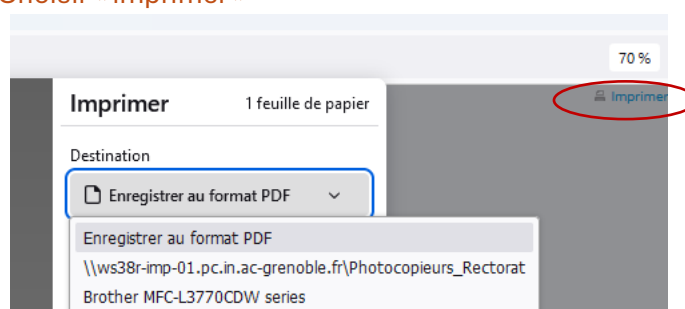 Choisir « Imprimer »
70 %
Imprimer 1 feuille de papier
Imprimer
Destination
Enregistrer au format PDF
Enregistrer au format PDF
\\ws38r-imp-01.pc.in.ac-grenoble.fr\Photocopieurs_Rectorat
Brother MFC-L3770CDW series